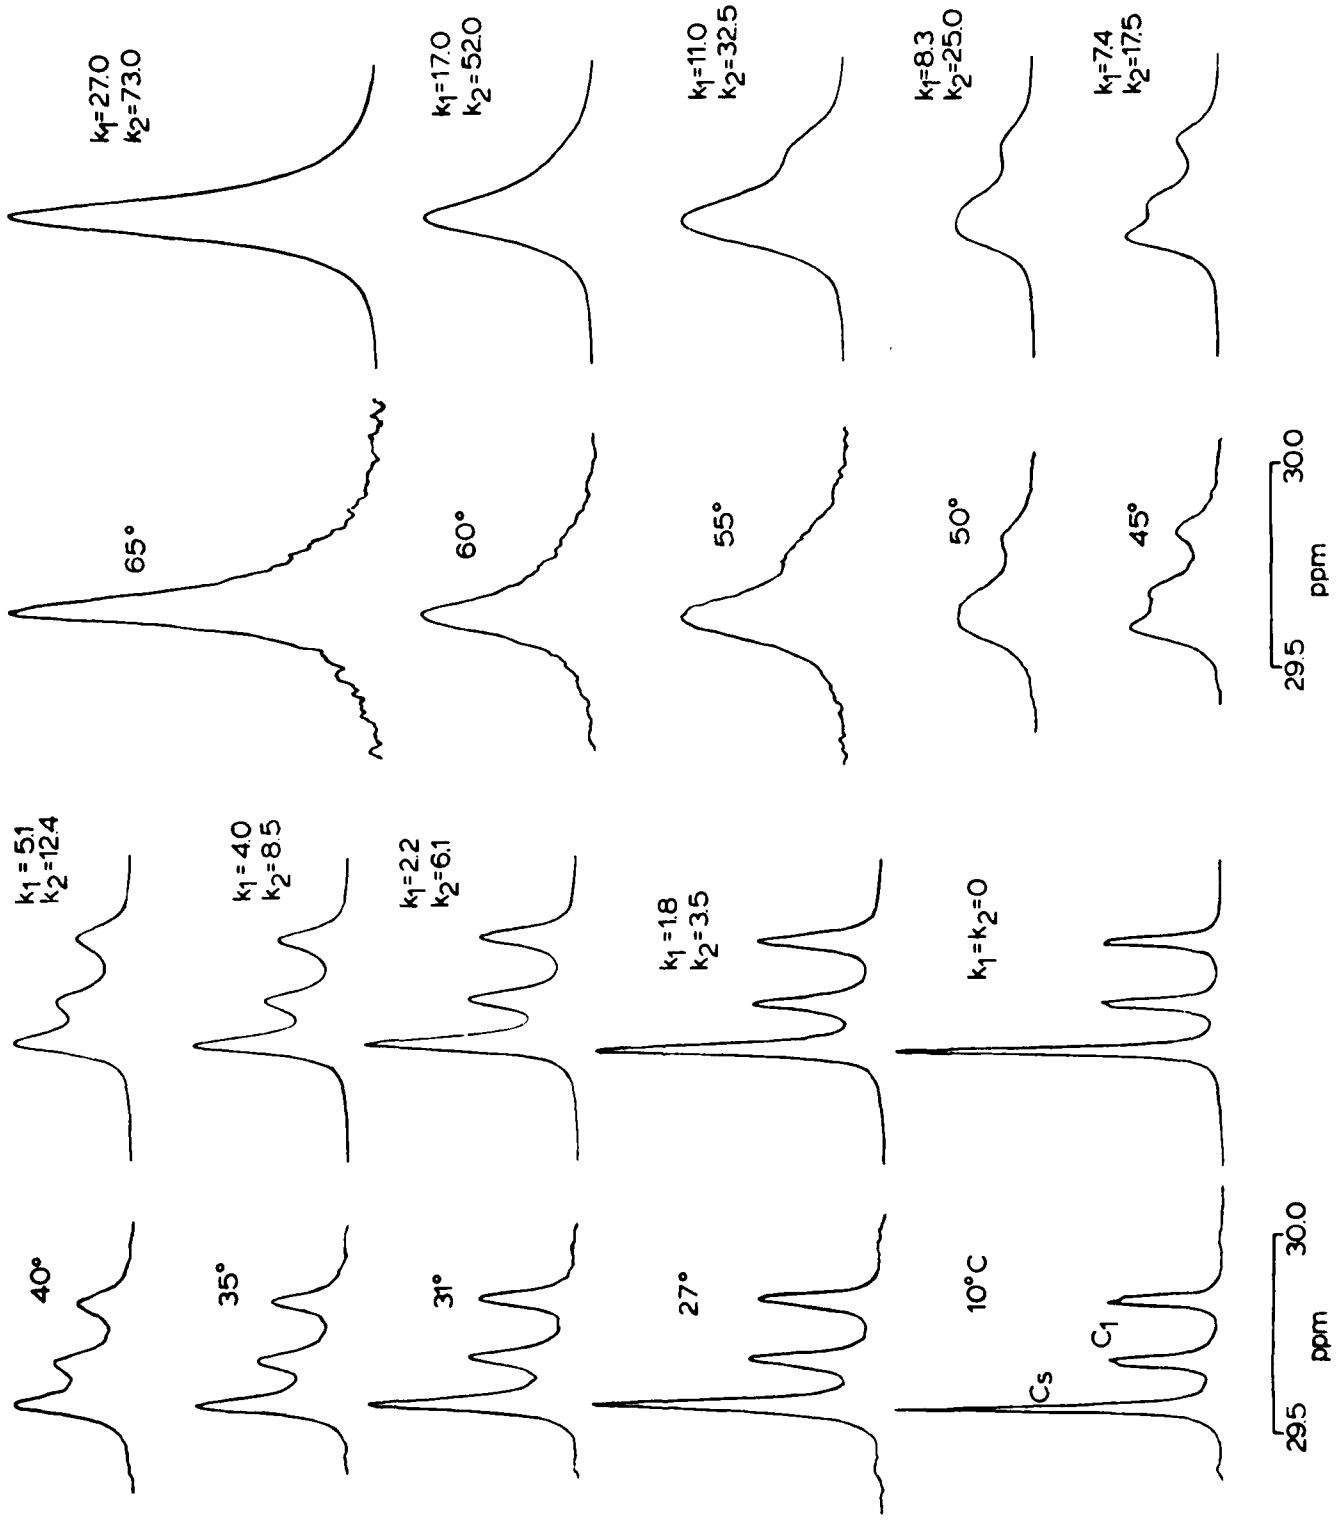 65°
k1=27.0
k2=73.0
60°
k1=17.0
k2=52.0
55°
k1=11.0
k2=32.5
50°
k1=8.3
k2=25.0
45°
k1=7.4
k2=17.5
29.5 30.0
ppm
40°
k1=5.1
k2=12.4
35°
k1=4.0
k2=8.5
31°
k1=2.2
k2=6.1
27°
k1=1.8
k2=3.5
10°C
k1=k2=0
Cs
C1
29.5 30.0
ppm